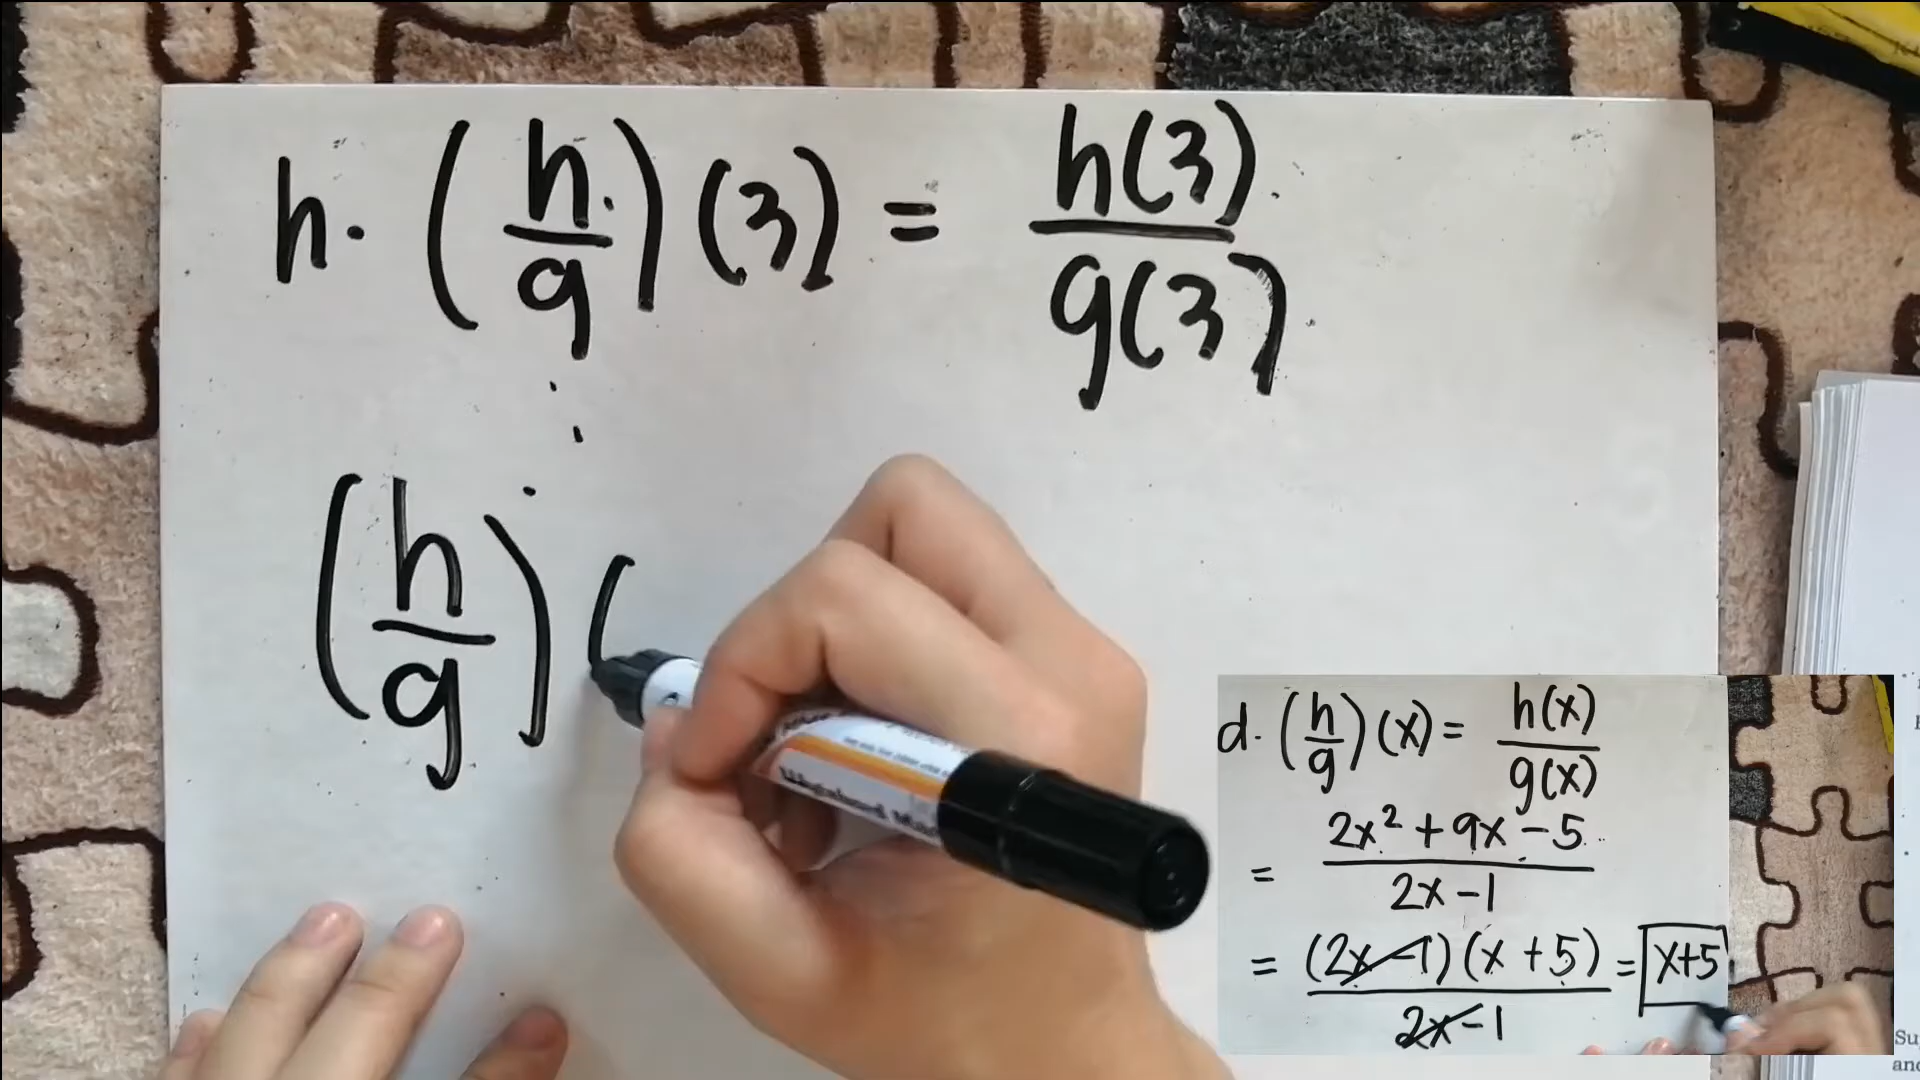 h. (h/g)(3) = h(3)/g(3)
(h/g)(
d. (h/g)(x) = h(x)/g(x)
= 2x² + 9x - 5 / 2x - 1
= (2x - 1)(x + 5) / 2x - 1 = x+5